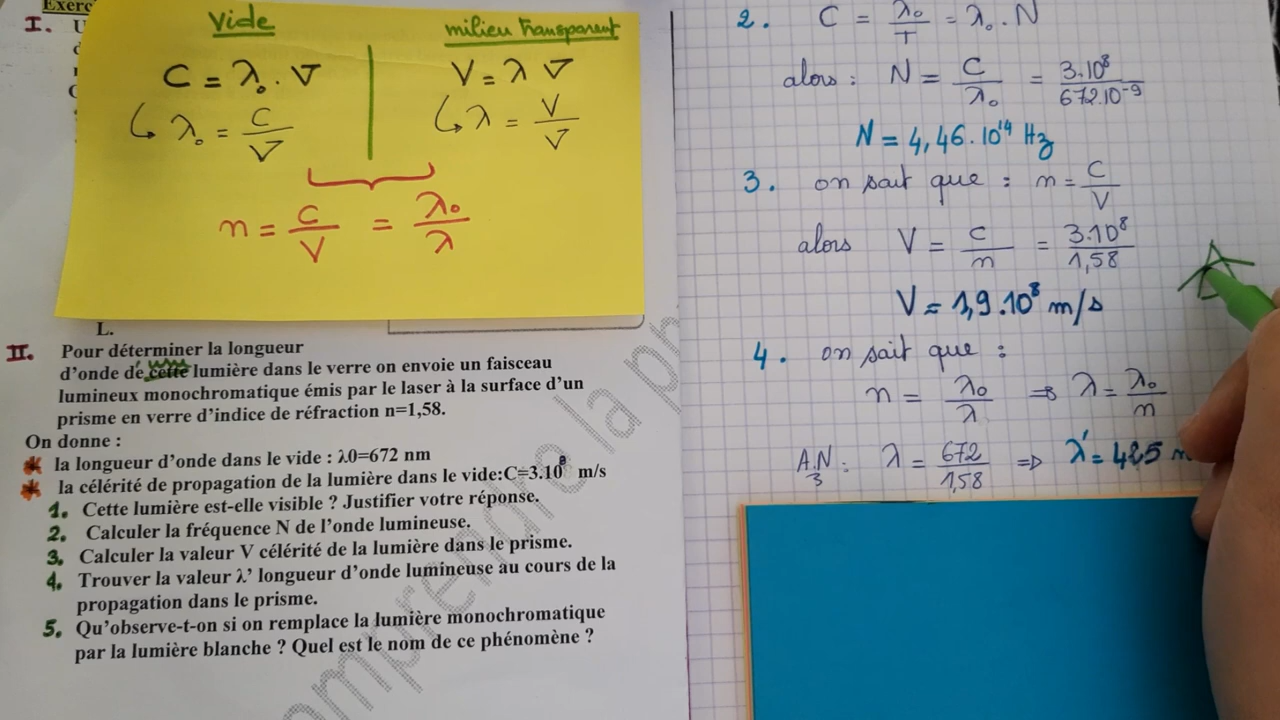 Exerc
I.
vide
milieu transparent
C = λ₀ . ν
V = λ ν
↳ λ₀ = C/ν
↳ λ = V/ν
n = C/V = λ₀/λ
L.
II. Pour déterminer la longueur
d'onde de cette lumière dans le verre on envoie un faisceau
lumineux monochromatique émis par le laser à la surface d'un
prisme en verre d'indice de réfraction n=1,58.
On donne :
* la longueur d'onde dans le vide : λ0=672 nm
* la célérité de propagation de la lumière dans le vide:C=3.10⁸ m/s
1. Cette lumière est-elle visible ? Justifier votre réponse.
2. Calculer la fréquence N de l'onde lumineuse.
3. Calculer la valeur V célérité de la lumière dans le prisme.
4. Trouver la valeur λ' longueur d'onde lumineuse au cours de la
propagation dans le prisme.
5. Qu'observe-t-on si on remplace la lumière monochromatique
par la lumière blanche ? Quel est le nom de ce phénomène ?
omprendre la ph
2. C = λ₀/T = λ₀ . N
alors : N = C/λ₀ = 3.10⁸/672.10⁻⁹
N = 4,46.10¹⁴ Hz
3. on sait que : n = C/V
alors V = C/n = 3.10⁸/1,58
V = 1,9.10⁸ m/s
4. on sait que :
n = λ₀/λ ⇒ λ = λ₀/n
A.N : λ = 672/1,58 ⇒ λ' = 425